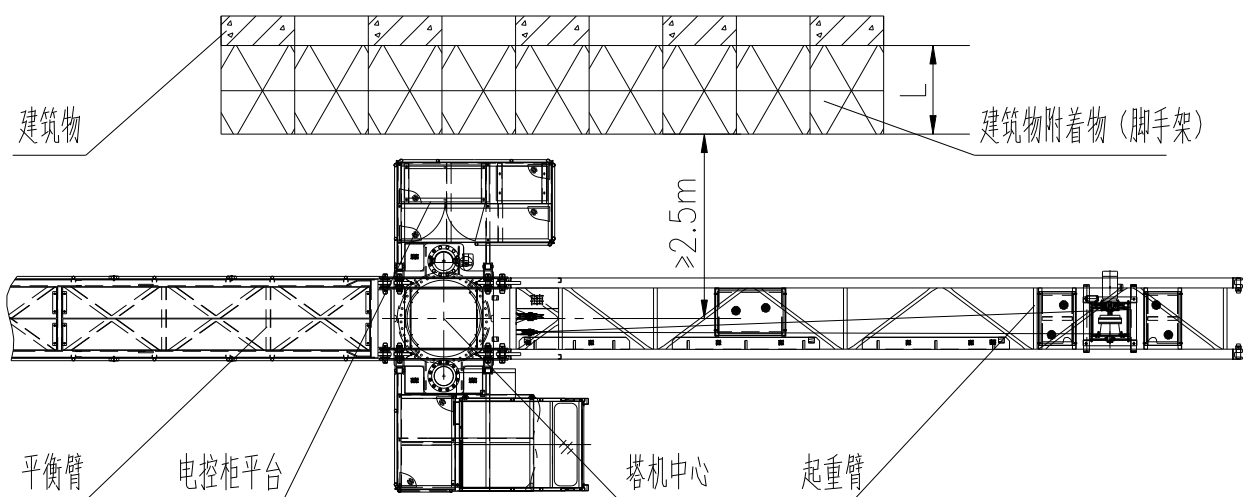 建筑物
L
建筑物附着物（脚手架）
≥2.5m
平衡臂
电控柜平台
塔机中心
起重臂